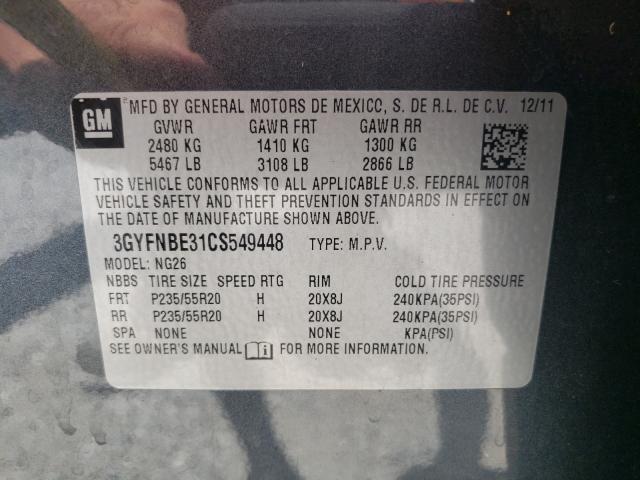 GM ® MFD BY GENERAL MOTORS DE MEXICO, S. DE R.L. DE C.V. 12/11
GVWR GAWR FRT GAWR RR
2480 KG 1410 KG 1300 KG
5467 LB 3108 LB 2866 LB
THIS VEHICLE CONFORMS TO ALL APPLICABLE U.S. FEDERAL MOTOR
VEHICLE SAFETY AND THEFT PREVENTION STANDARDS IN EFFECT ON
THE DATE OF MANUFACTURE SHOWN ABOVE.
3GYFNBE31CS549448 TYPE: M.P.V.
MODEL: NG26
NBBS TIRE SIZE SPEED RTG RIM COLD TIRE PRESSURE
FRT P235/55R20 H 20X8J 240KPA(35PSI)
RR P235/55R20 H 20X8J 240KPA(35PSI)
SPA NONE NONE KPA(PSI)
SEE OWNER'S MANUAL FOR MORE INFORMATION.